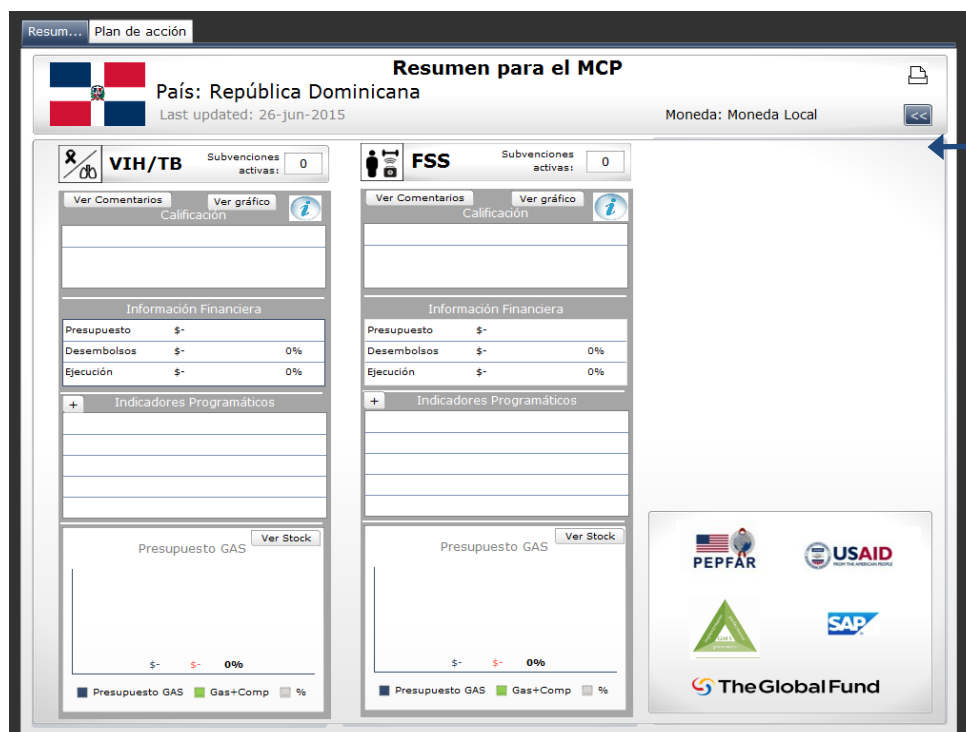 Resum... Plan de acción
Resumen para el MCP
País: República Dominicana
Last updated: 26-jun-2015
Moneda: Moneda Local
<<
VIH/TB
Subvenciones
activas:
0
Ver Comentarios
Ver gráfico
Calificación
Información Financiera
Presupuesto $-
Desembolsos $- 0%
Ejecución $- 0%
+ Indicadores Programáticos
Ver Stock
Presupuesto GAS
$- $- 0%
Presupuesto GAS Gas+Comp %
FSS
Subvenciones
activas:
0
Ver Comentarios
Ver gráfico
Calificación
Información Financiera
Presupuesto $-
Desembolsos $- 0%
Ejecución $- 0%
+ Indicadores Programáticos
Ver Stock
Presupuesto GAS
$- $- 0%
Presupuesto GAS Gas+Comp %
PEPFAR
USAID
FROM THE AMERICAN PEOPLE
GMS
SAP
The Global Fund